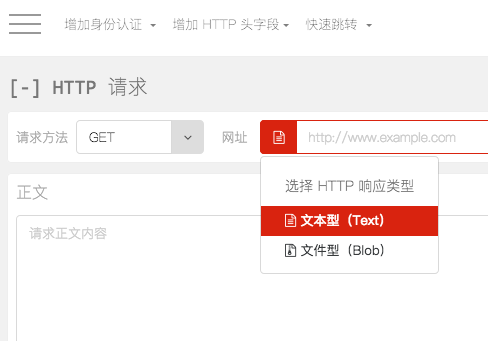 增加身份认证 增加 HTTP 头字段 快速跳转
[-] HTTP 请求
请求方法 GET 网址 http://www.example.com
选择 HTTP 响应类型
正文
文本型（Text）
请求正文内容
文件型（Blob）